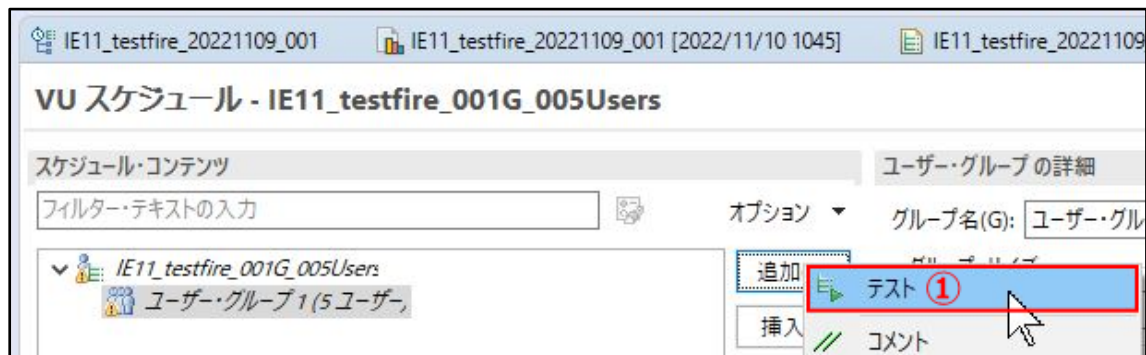 IE11_testfire_20221109_001 IE11_testfire_20221109_001 [2022/11/10 1045] IE11_testfire_20221109
VU スケジュール - IE11_testfire_001G_005Users
スケジュール・コンテンツ ユーザー・グループ の詳細
フィルター・テキストの入力 オプション グループ名(G): ユーザー・グル
IE11_testfire_001G_005Users 追加
ユーザー・グループ 1 (5 ユーザー, テスト ①
挿入 コメント